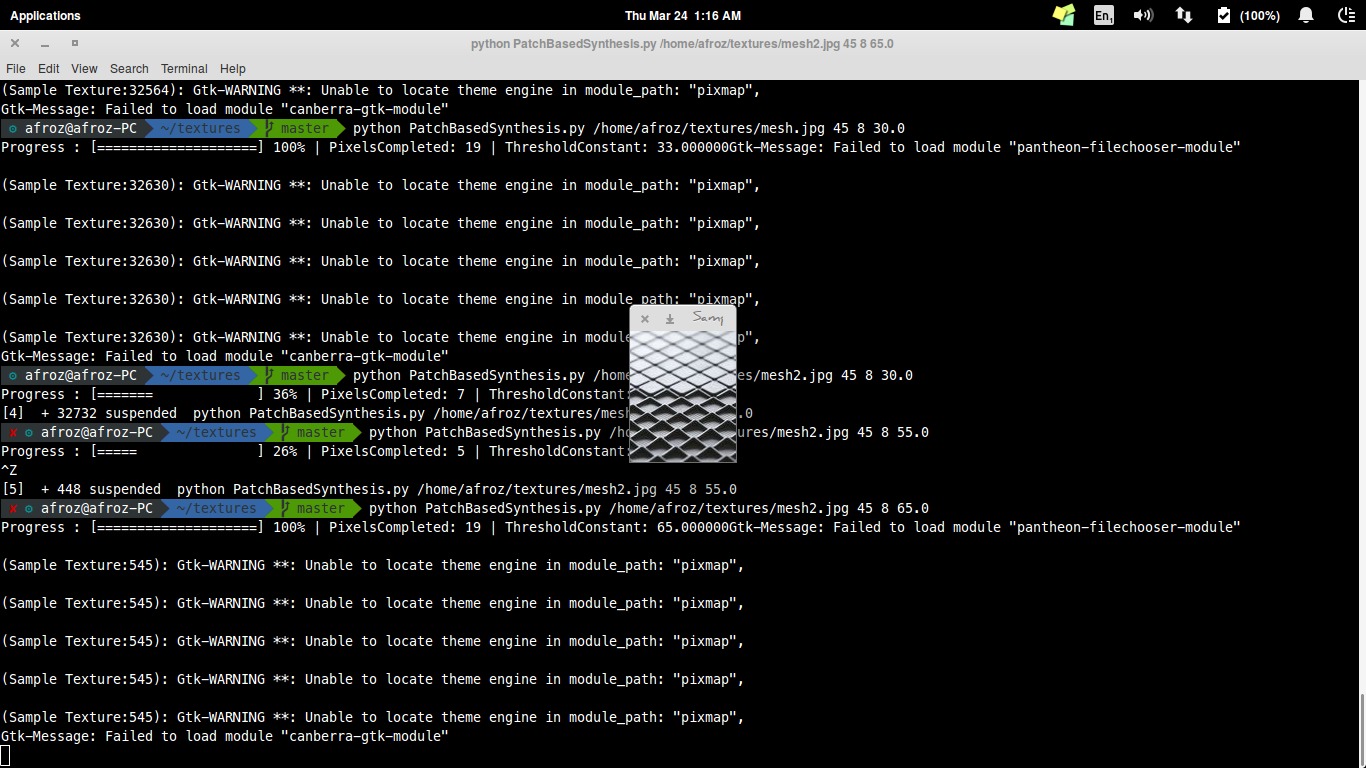 Applications
Thu Mar 24 1:16 AM
En1
(100%)
python PatchBasedSynthesis.py /home/afroz/textures/mesh2.jpg 45 8 65.0
File Edit View Search Terminal Help
(Sample Texture:32564): Gtk-WARNING **: Unable to locate theme engine in module_path: "pixmap",
Gtk-Message: Failed to load module "canberra-gtk-module"
afroz@afroz-PC ~/textures master python PatchBasedSynthesis.py /home/afroz/textures/mesh.jpg 45 8 30.0
Progress : [====================] 100% | PixelsCompleted: 19 | ThresholdConstant: 33.000000Gtk-Message: Failed to load module "pantheon-filechooser-module"
(Sample Texture:32630): Gtk-WARNING **: Unable to locate theme engine in module_path: "pixmap",
(Sample Texture:32630): Gtk-WARNING **: Unable to locate theme engine in module_path: "pixmap",
(Sample Texture:32630): Gtk-WARNING **: Unable to locate theme engine in module_path: "pixmap",
(Sample Texture:32630): Gtk-WARNING **: Unable to locate theme engine in module_path: "pixmap",
(Sample Texture:32630): Gtk-WARNING **: Unable to locate theme engine in module p",
Gtk-Message: Failed to load module "canberra-gtk-module"
afroz@afroz-PC ~/textures master python PatchBasedSynthesis.py /hom es/mesh2.jpg 45 8 30.0
Progress : [======= ] 36% | PixelsCompleted: 7 | ThresholdConstant:
[4] + 32732 suspended python PatchBasedSynthesis.py /home/afroz/textures/mesh .0
✘ afroz@afroz-PC ~/textures master python PatchBasedSynthesis.py /ho ures/mesh2.jpg 45 8 55.0
Progress : [===== ] 26% | PixelsCompleted: 5 | ThresholdConstant:
^Z
[5] + 448 suspended python PatchBasedSynthesis.py /home/afroz/textures/mesh2.jpg 45 8 55.0
✘ afroz@afroz-PC ~/textures master python PatchBasedSynthesis.py /home/afroz/textures/mesh2.jpg 45 8 65.0
Progress : [====================] 100% | PixelsCompleted: 19 | ThresholdConstant: 65.000000Gtk-Message: Failed to load module "pantheon-filechooser-module"
(Sample Texture:545): Gtk-WARNING **: Unable to locate theme engine in module_path: "pixmap",
(Sample Texture:545): Gtk-WARNING **: Unable to locate theme engine in module_path: "pixmap",
(Sample Texture:545): Gtk-WARNING **: Unable to locate theme engine in module_path: "pixmap",
(Sample Texture:545): Gtk-WARNING **: Unable to locate theme engine in module_path: "pixmap",
(Sample Texture:545): Gtk-WARNING **: Unable to locate theme engine in module_path: "pixmap",
Gtk-Message: Failed to load module "canberra-gtk-module"